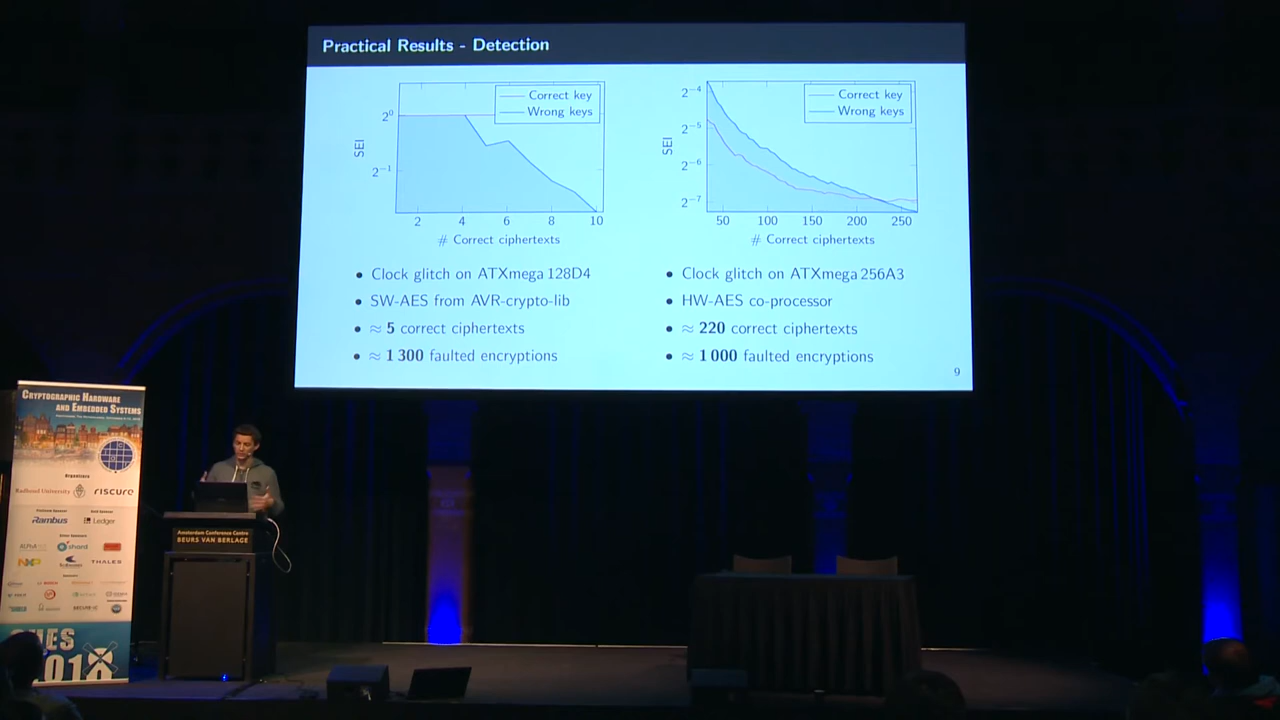 Practical Results - Detection
Correct key
Wrong keys
2⁰
2⁻¹
SEI
2 4 6 8 10
# Correct ciphertexts
Clock glitch on ATXmega 128D4
SW-AES from AVR-crypto-lib
≈ 5 correct ciphertexts
≈ 1 300 faulted encryptions
Correct key
Wrong keys
2⁻⁴
2⁻⁵
2⁻⁶
2⁻⁷
SEI
50 100 150 200 250
# Correct ciphertexts
Clock glitch on ATXmega 256A3
HW-AES co-processor
≈ 220 correct ciphertexts
≈ 1 000 faulted encryptions
9
Cryptographic Hardware
and Embedded Systems
Radboud University
riscure
Rambus
Ledger
shard
NXP
THALES
Amsterdam Conference Centre
BEURS VAN BERLAGE